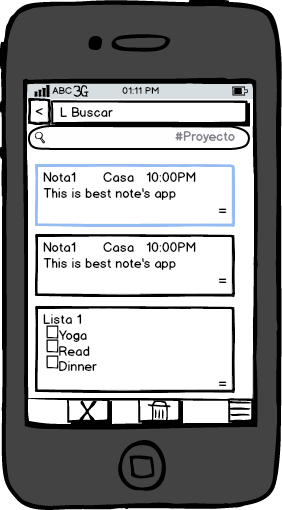 ABC 3G 01:11 PM
< L Buscar
#Proyecto
Nota1 Casa 10:00PM
This is best note's app
Nota1 Casa 10:00PM
This is best note's app
Lista 1
Yoga
Read
Dinner